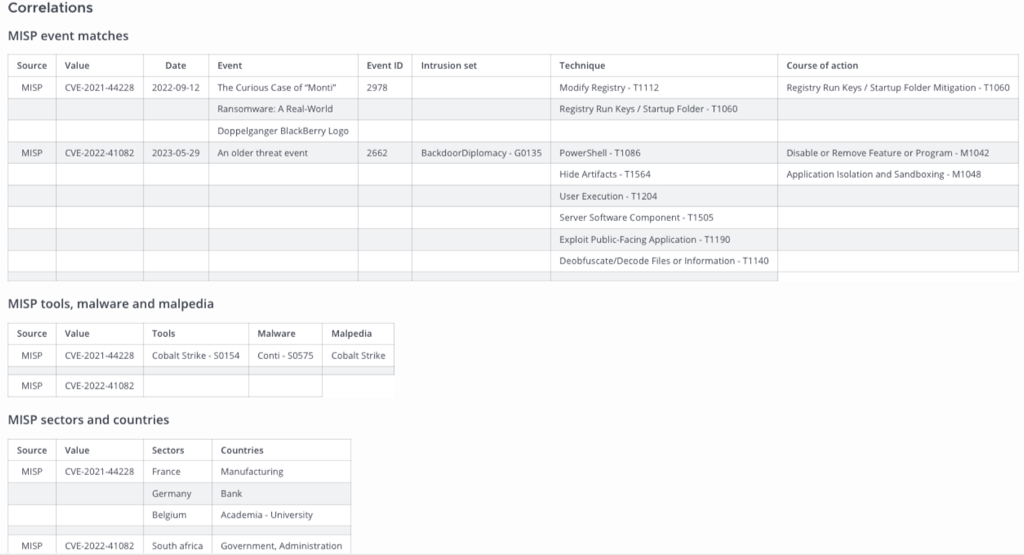 Correlations
MISP event matches
Source Value Date Event Event ID Intrusion set Technique Course of action
MISP CVE-2021-44228 2022-09-12 The Curious Case of “Monti” 2978 Modify Registry - T1112 Registry Run Keys / Startup Folder Mitigation - T1060
Ransomware: A Real-World Registry Run Keys / Startup Folder - T1060
Doppelganger BlackBerry Logo
MISP CVE-2022-41082 2023-05-29 An older threat event 2662 BackdoorDiplomacy - G0135 PowerShell - T1086 Disable or Remove Feature or Program - M1042
Hide Artifacts - T1564 Application Isolation and Sandboxing - M1048
User Execution - T1204
Server Software Component - T1505
Exploit Public-Facing Application - T1190
Deobfuscate/Decode Files or Information - T1140
MISP tools, malware and malpedia
Source Value Tools Malware Malpedia
MISP CVE-2021-44228 Cobalt Strike - S0154 Conti - S0575 Cobalt Strike
MISP CVE-2022-41082
MISP sectors and countries
Source Value Sectors Countries
MISP CVE-2021-44228 France Manufacturing
Germany Bank
Belgium Academia - University
MISP CVE-2022-41082 South africa Government, Administration